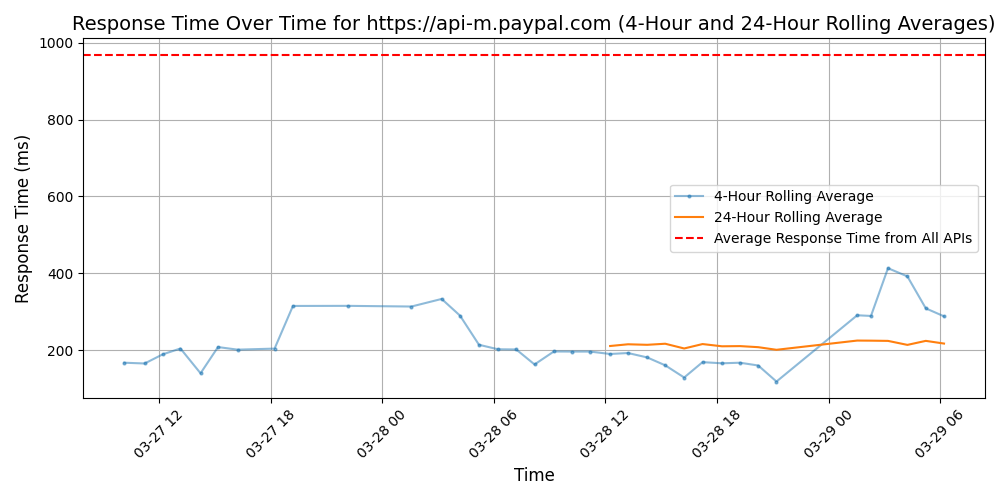 Response Time Over Time for https://api-m.paypal.com (4-Hour and 24-Hour Rolling Averages)
Response Time (ms)
1000
800
600
400
200
4-Hour Rolling Average
24-Hour Rolling Average
Average Response Time from All APIs
03-27 12
03-27 18
03-28 00
03-28 06
03-28 12
03-28 18
03-29 00
03-29 06
Time